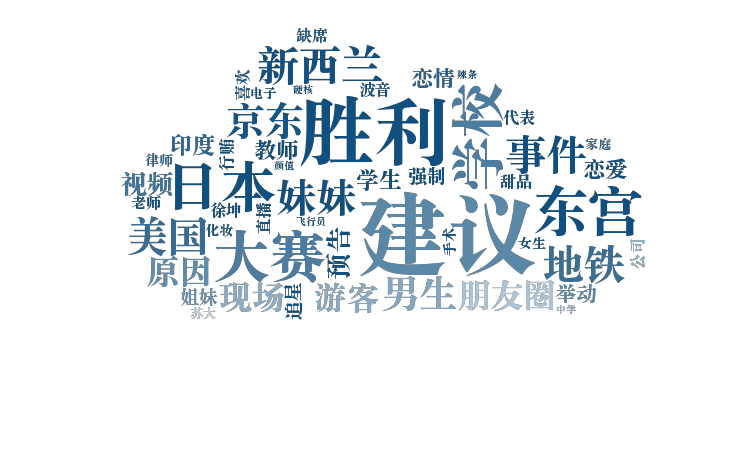 缺席
新西兰
恋情
辣条
喜欢
电子
硬核
波音
京东
胜利
学校
代表
印度
行贿
教师
事件
家庭
律师
颜值
恋爱
视频
日本
妹妹
学生
强制
甜品
老师
徐坤
直播
飞行员
建议
东宫
美国
化妆
大赛
预告
手术
女生
地铁
公司
原因
姐妹
现场
追星
游客
男生
朋友圈
举动
苏大
中学